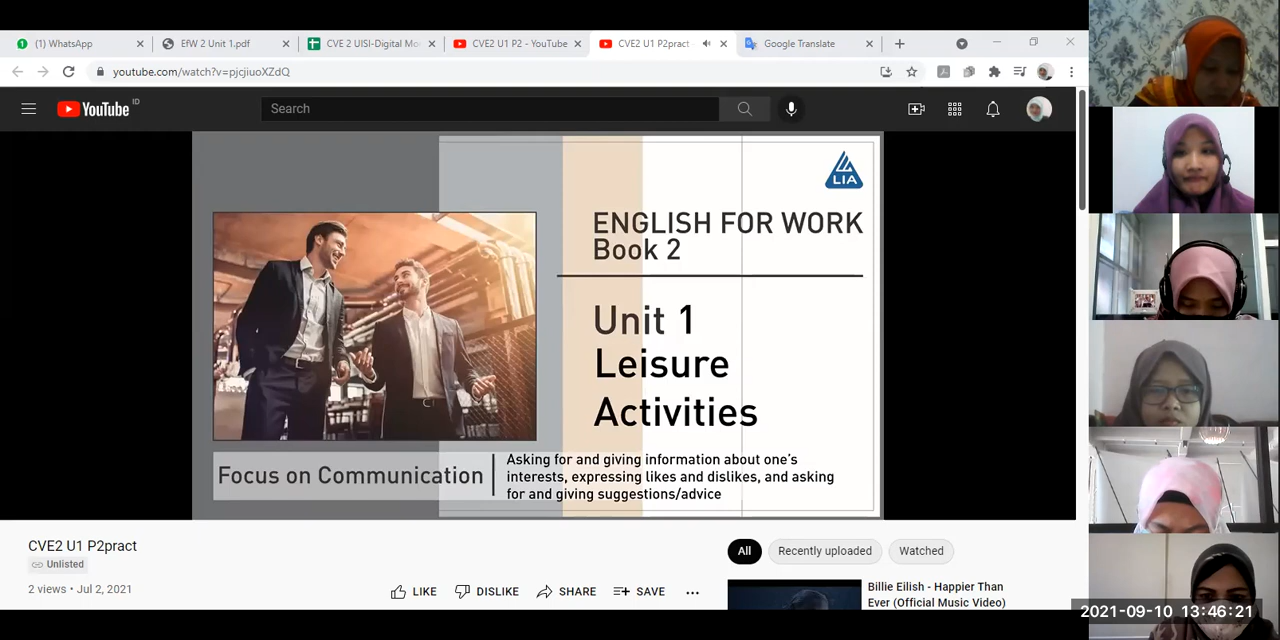 (1) WhatsApp
EfW 2 Unit 1.pdf
CVE 2 UISI-Digital Mo
CVE2 U1 P2 - YouTube
CVE2 U1 P2pract
Google Translate
youtube.com/watch?v=pjcjiuoXZdQ
YouTube ID
Search
LIA
ENGLISH FOR WORK
Book 2
Unit 1
Leisure
Activities
Focus on Communication
Asking for and giving information about one's
interests, expressing likes and dislikes, and asking
for and giving suggestions/advice
CVE2 U1 P2pract
Unlisted
2 views • Jul 2, 2021
LIKE
DISLIKE
SHARE
SAVE
All
Recently uploaded
Watched
Billie Eilish - Happier Than
Ever (Official Music Video)
2021-09-10 13:46:21